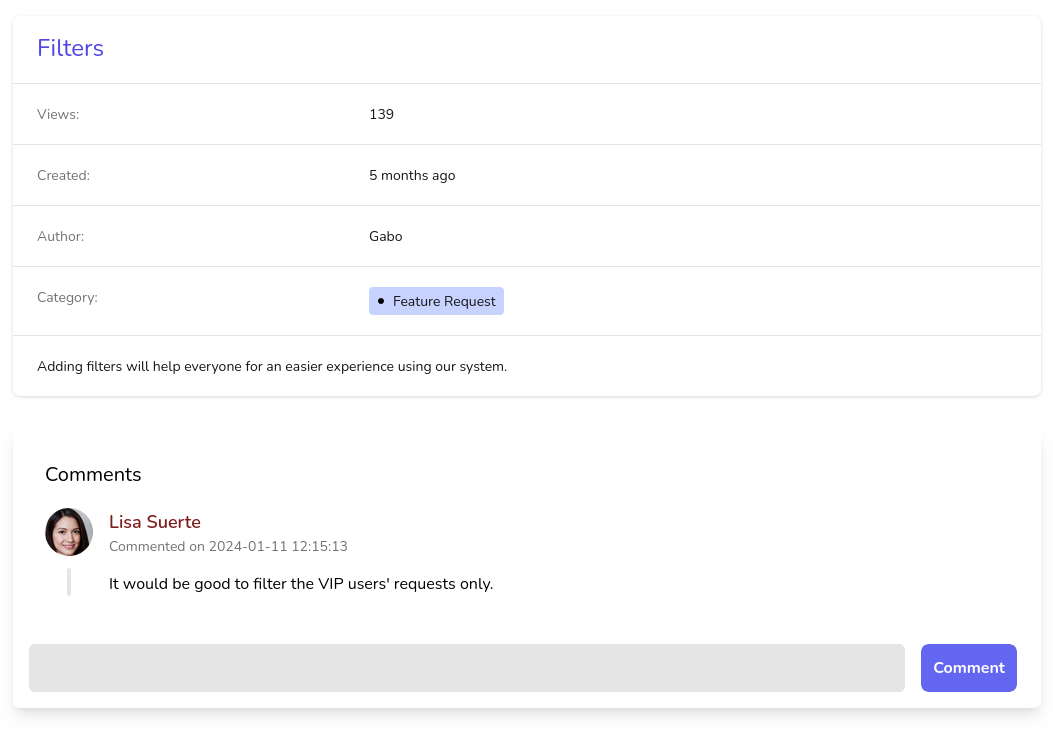 Filters
Views: 139
Created: 5 months ago
Author: Gabo
Category: Feature Request
Adding filters will help everyone for an easier experience using our system.
Comments
Lisa Suerte
Commented on 2024-01-11 12:15:13
It would be good to filter the VIP users' requests only.
Comment